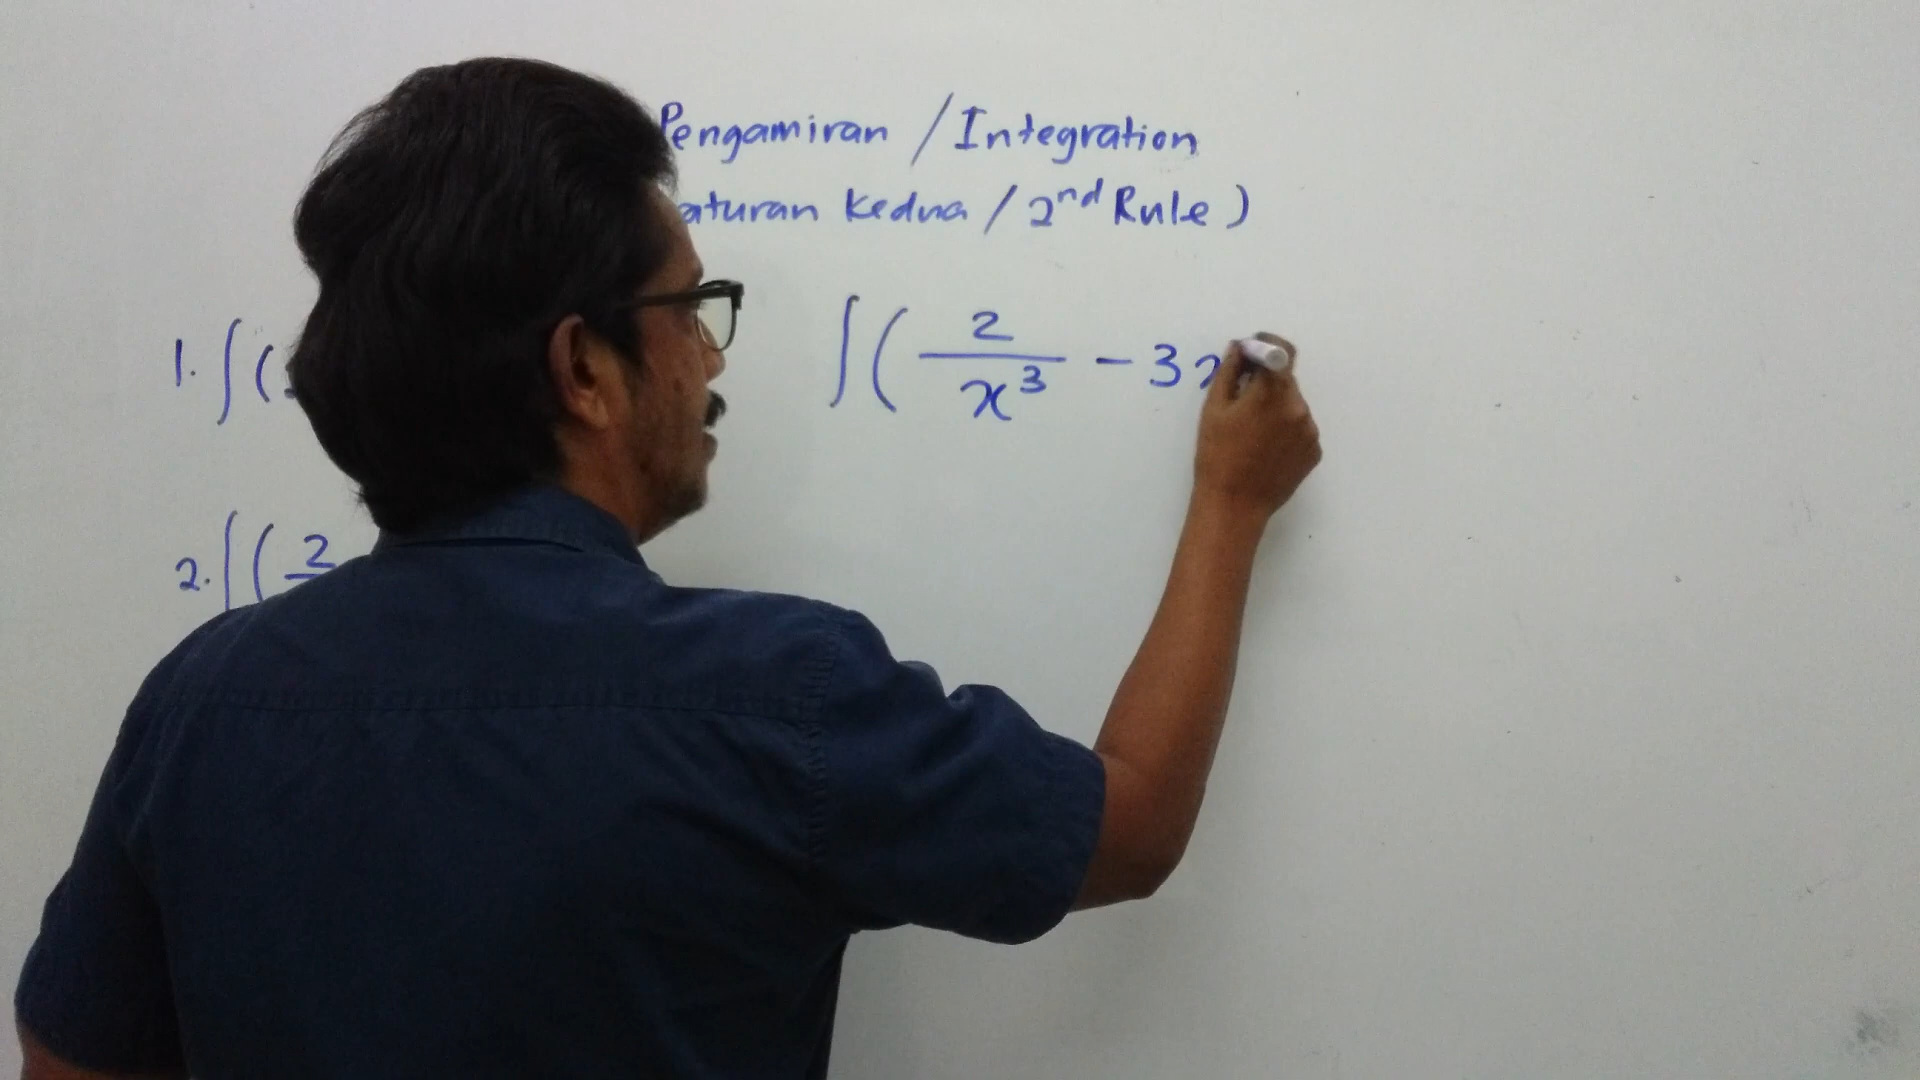 Pengamiran / Integration
aturan Kedua / 2nd Rule )
1. ∫ (
∫ ( 2/x³ - 3x
2. ∫ ( 2